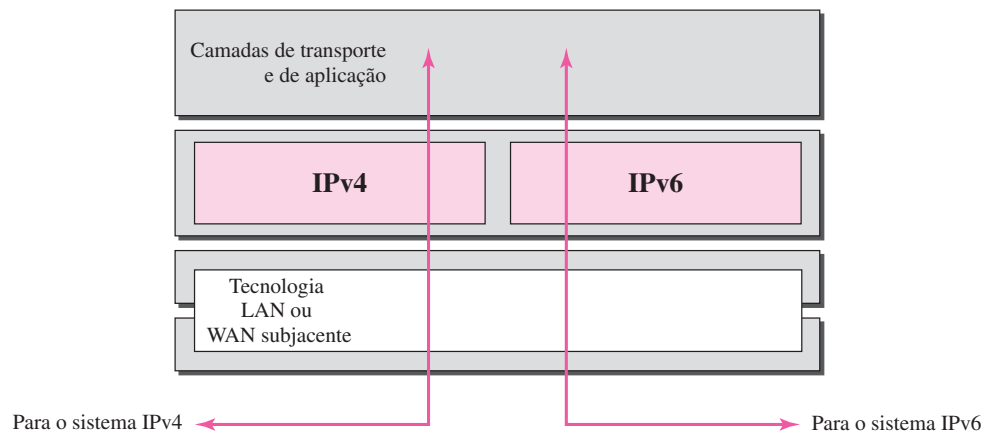 Camadas de transporte
e de aplicação
IPv4
IPv6
Tecnologia
LAN ou
WAN subjacente
Para o sistema IPv4
Para o sistema IPv6